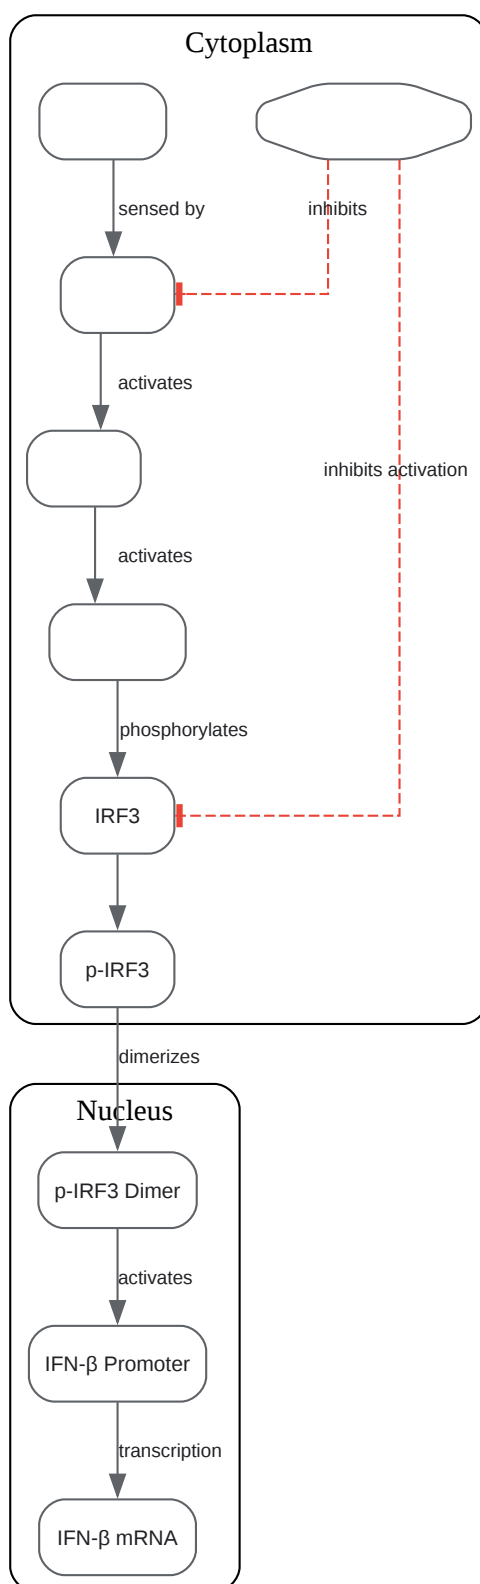 Cytoplasm
sensed by
inhibits
activates
inhibits activation
activates
phosphorylates
IRF3
p-IRF3
dimerizes
Nucleus
p-IRF3 Dimer
activates
IFN-β Promoter
transcription
IFN-β mRNA